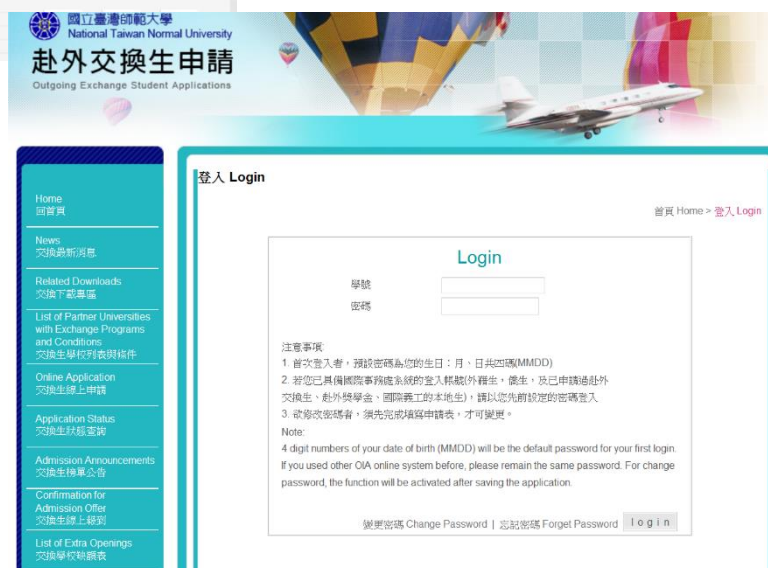 國立臺灣師範大學
National Taiwan Normal University
赴外交換生申請
Outgoing Exchange Student Applications
Home
回首頁
News
交換最新消息
Related Downloads
交換下載專區
List of Partner Universities
with Exchange Programs
and Conditions
交換生學校列表與條件
Online Application
交換生線上申請
Application Status
交換生狀態查詢
Admission Announcements
交換生榜單公告
Confirmation for
Admission Offer
交換生線上報到
List of Extra Openings
交換學校缺額表
登入 Login
首頁 Home > 登入 Login
Login
學號
密碼
注意事項:
1. 首次登入者，預設密碼為您的生日：月、日共四碼(MMDD)
2. 若您已具備國際事務處系統的登入帳號(外籍生，僑生，及已申請過赴外
交換生、赴外獎學金、國際義工的本地生)，請以您先前設定的密碼登入
3. 欲修改密碼者，須先完成填寫申請表，才可變更。
Note:
4 digit numbers of your date of birth (MMDD) will be the default password for your first login.
If you used other OIA online system before, please remain the same password. For change
password, the function will be activated after saving the application.
變更密碼 Change Password | 忘記密碼 Forget Password login